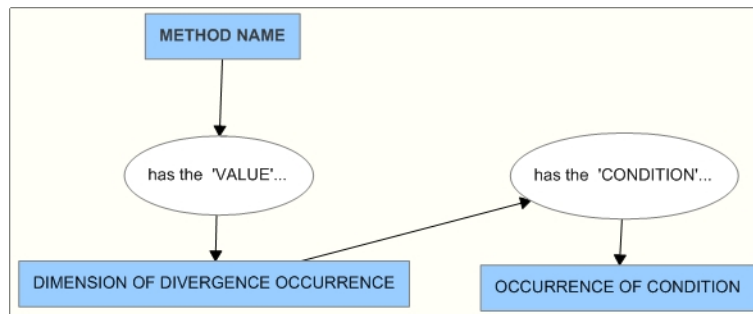 METHOD NAME
has the 'VALUE'...
has the 'CONDITION'...
DIMENSION OF DIVERGENCE OCCURRENCE
OCCURRENCE OF CONDITION